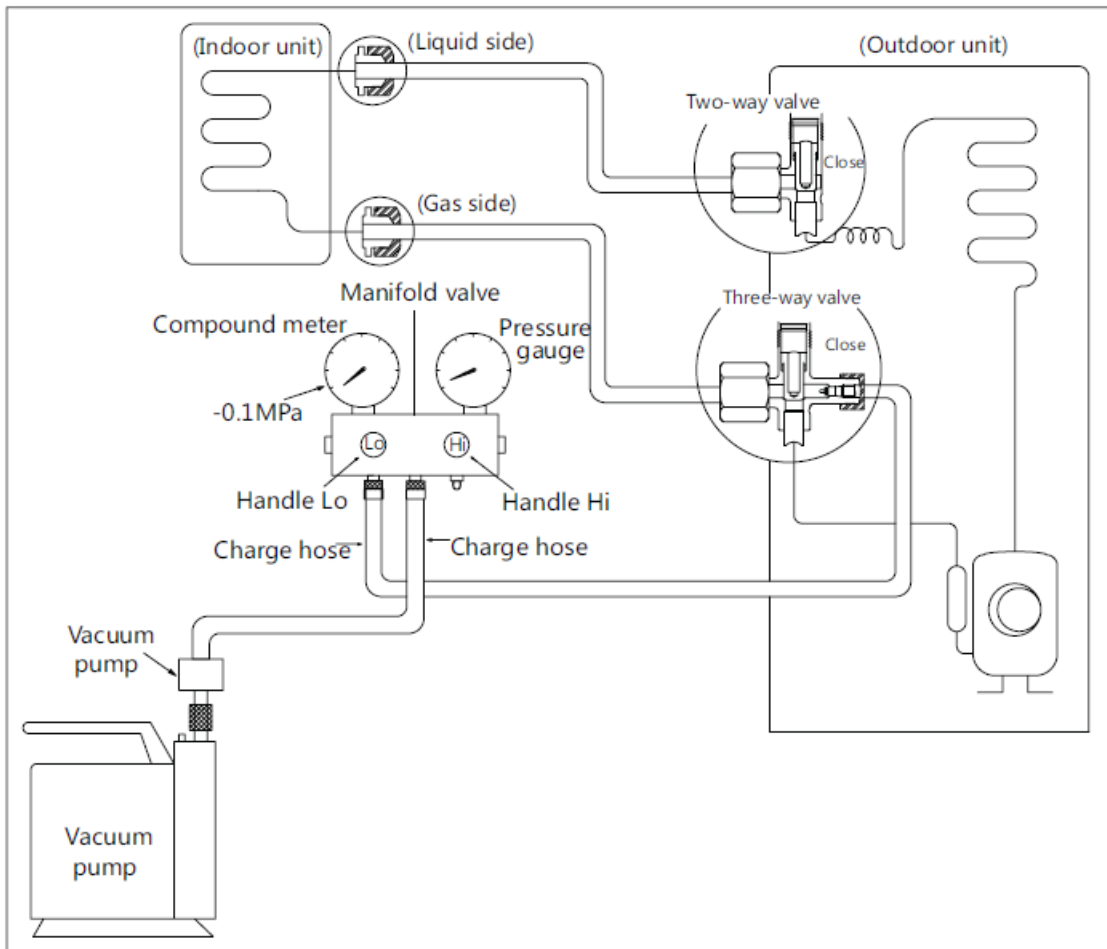 (Indoor unit)
(Liquid side)
(Outdoor unit)
Two-way valve
Close
(Gas side)
Three-way valve
Close
Manifold valve
Compound meter
Pressure
gauge
-0.1MPa
Lo
Hi
Handle Lo
Handle Hi
Charge hose
Charge hose
Vacuum
pump
Vacuum
pump